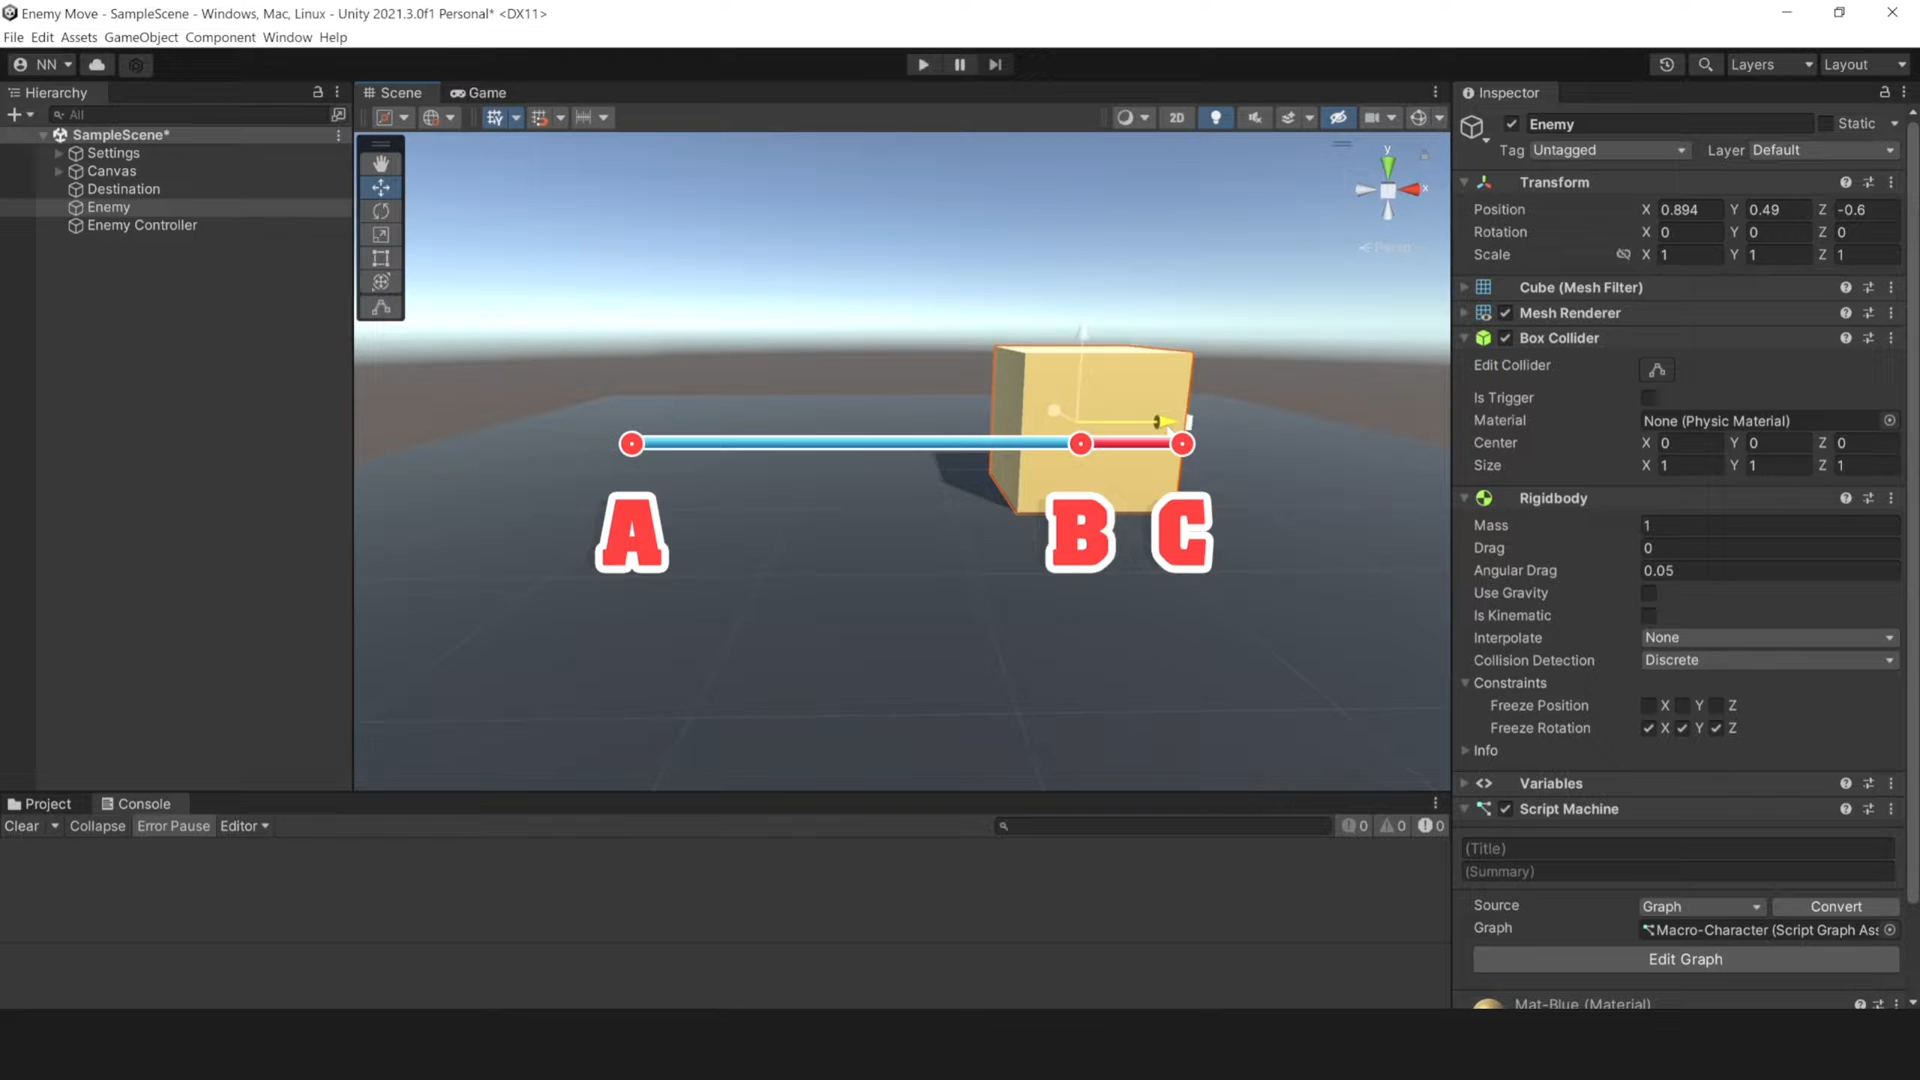 Enemy Move - SampleScene - Windows, Mac, Linux - Unity 2021.3.0f1 Personal* <DX11>
File Edit Assets GameObject Component Window Help
NN
Layers
Layout
Hierarchy
All
SampleScene*
Settings
Canvas
Destination
Enemy
Enemy Controller
Scene
Game
2D
y
x
Persp
A
B
C
Project
Console
Clear
Collapse
Error Pause
Editor
0
0
0
Inspector
Enemy
Static
Tag Untagged
Layer Default
Transform
Position X 0.894 Y 0.49 Z -0.6
Rotation X 0 Y 0 Z 0
Scale X 1 Y 1 Z 1
Cube (Mesh Filter)
Mesh Renderer
Box Collider
Edit Collider
Is Trigger
Material None (Physic Material)
Center X 0 Y 0 Z 0
Size X 1 Y 1 Z 1
Rigidbody
Mass 1
Drag 0
Angular Drag 0.05
Use Gravity
Is Kinematic
Interpolate None
Collision Detection Discrete
Constraints
Freeze Position X Y Z
Freeze Rotation X Y Z
Info
Variables
Script Machine
(Title)
(Summary)
Source Graph Convert
Graph Macro-Character (Script Graph Ass
Edit Graph
Mat-Blue (Material)